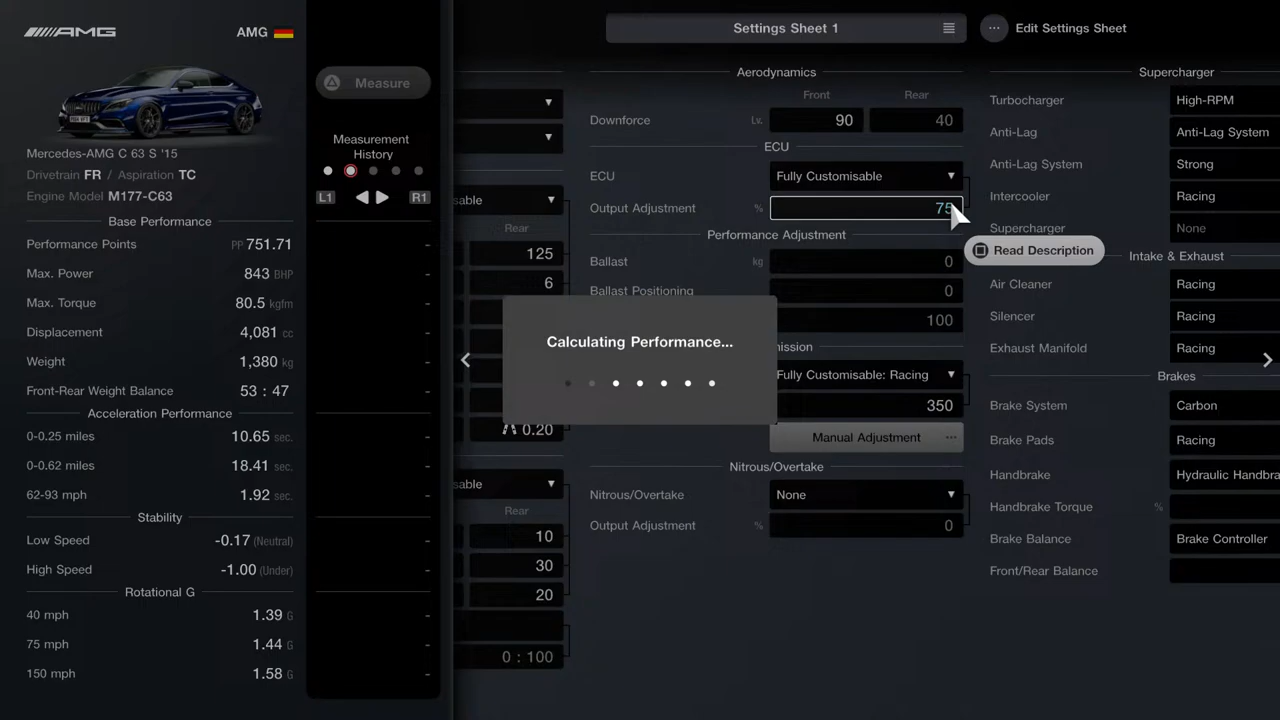 AMG
AMG
Mercedes-AMG C 63 S '15
Drivetrain FR / Aspiration TC
Engine Model M177-C63
Base Performance
Performance Points PP 751.71
Max. Power 843 BHP
Max. Torque 80.5 kgfm
Displacement 4,081 cc
Weight 1,380 kg
Front-Rear Weight Balance 53 : 47
Acceleration Performance
0-0.25 miles 10.65 sec.
0-0.62 miles 18.41 sec.
62-93 mph 1.92 sec.
Stability
Low Speed -0.17 (Neutral)
High Speed -1.00 (Under)
Rotational G
40 mph 1.39 G
75 mph 1.44 G
150 mph 1.58 G
Measure
Measurement
History
L1 R1
-
-
-
-
-
-
-
-
-
-
-
-
-
-
Settings Sheet 1
Edit Settings Sheet
sable
Rear
125
6
0.20
sable
Rear
10
30
20
0 : 100
Aerodynamics
Front Rear
Downforce Lv. 90 40
ECU
ECU Fully Customisable
Output Adjustment % 75
Performance Adjustment
Ballast kg 0
Ballast Positioning 0
100
Calculating Performance...
mission
Fully Customisable: Racing
350
Manual Adjustment
Nitrous/Overtake
Nitrous/Overtake None
Output Adjustment % 0
Supercharger
Turbocharger High-RPM
Anti-Lag Anti-Lag System
Anti-Lag System Strong
Intercooler Racing
Supercharger None
Read Description
Intake & Exhaust
Air Cleaner Racing
Silencer Racing
Exhaust Manifold Racing
Brakes
Brake System Carbon
Brake Pads Racing
Handbrake Hydraulic Handbra
Handbrake Torque %
Brake Balance Brake Controller
Front/Rear Balance